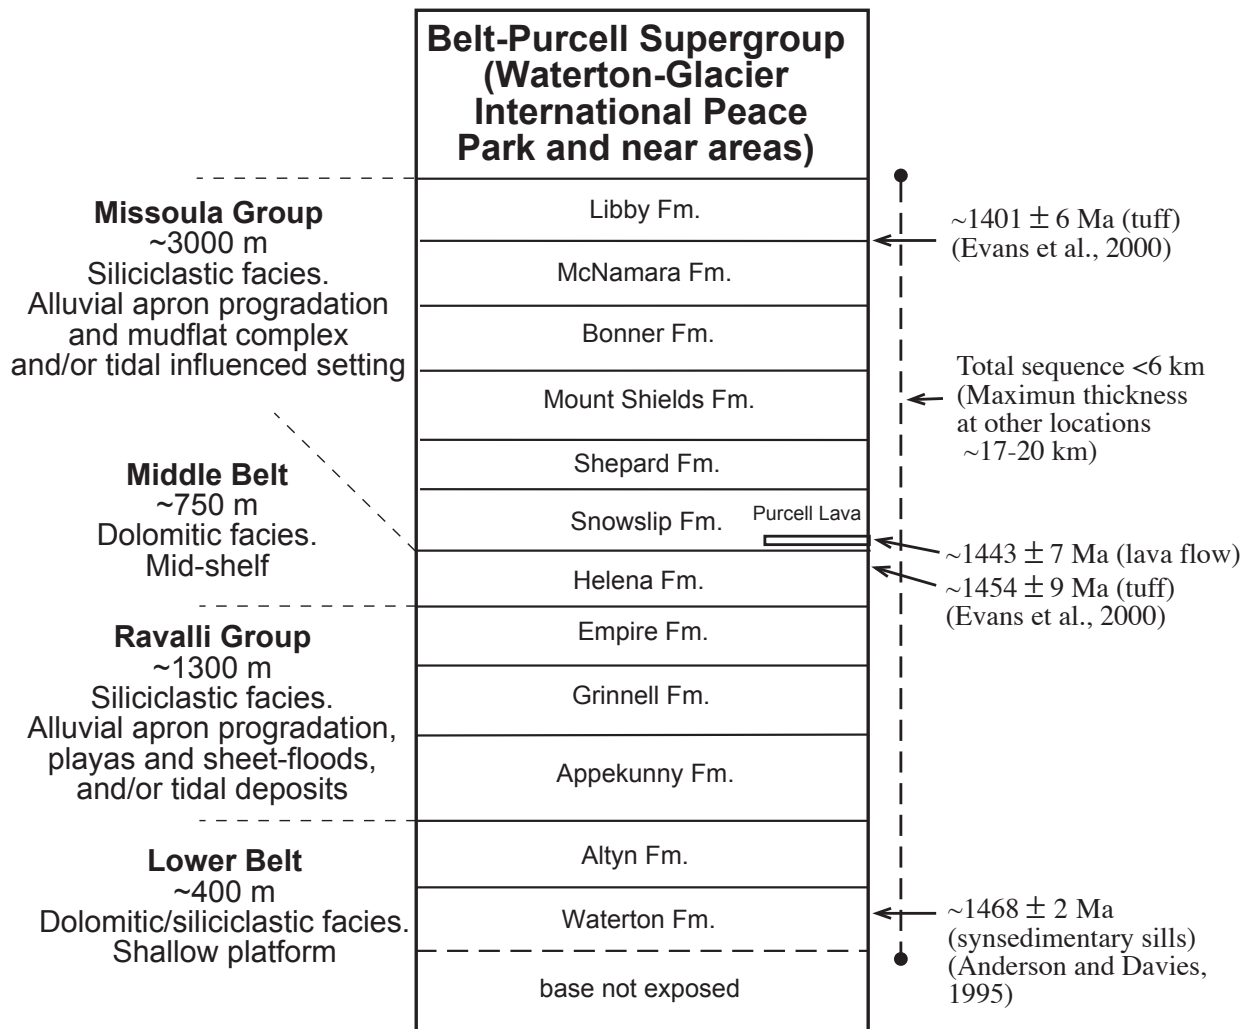 Belt-Purcell Supergroup
(Waterton-Glacier
International Peace
Park and near areas)
Missoula Group
~3000 m
Siliciclastic facies.
Alluvial apron progradation
and mudflat complex
and/or tidal influenced setting
Middle Belt
~750 m
Dolomitic facies.
Mid-shelf
Ravalli Group
~1300 m
Siliciclastic facies.
Alluvial apron progradation,
playas and sheet-floods,
and/or tidal deposits
Lower Belt
~400 m
Dolomitic/siliciclastic facies.
Shallow platform
Libby Fm.
McNamara Fm.
Bonner Fm.
Mount Shields Fm.
Shepard Fm.
Snowslip Fm.
Purcell Lava
Helena Fm.
Empire Fm.
Grinnell Fm.
Appekunny Fm.
Altyn Fm.
Waterton Fm.
base not exposed
~1401 ± 6 Ma (tuff)
(Evans et al., 2000)
Total sequence <6 km
(Maximun thickness
at other locations
~17-20 km)
~1443 ± 7 Ma (lava flow)
~1454 ± 9 Ma (tuff)
(Evans et al., 2000)
~1468 ± 2 Ma
(synsedimentary sills)
(Anderson and Davies,
1995)